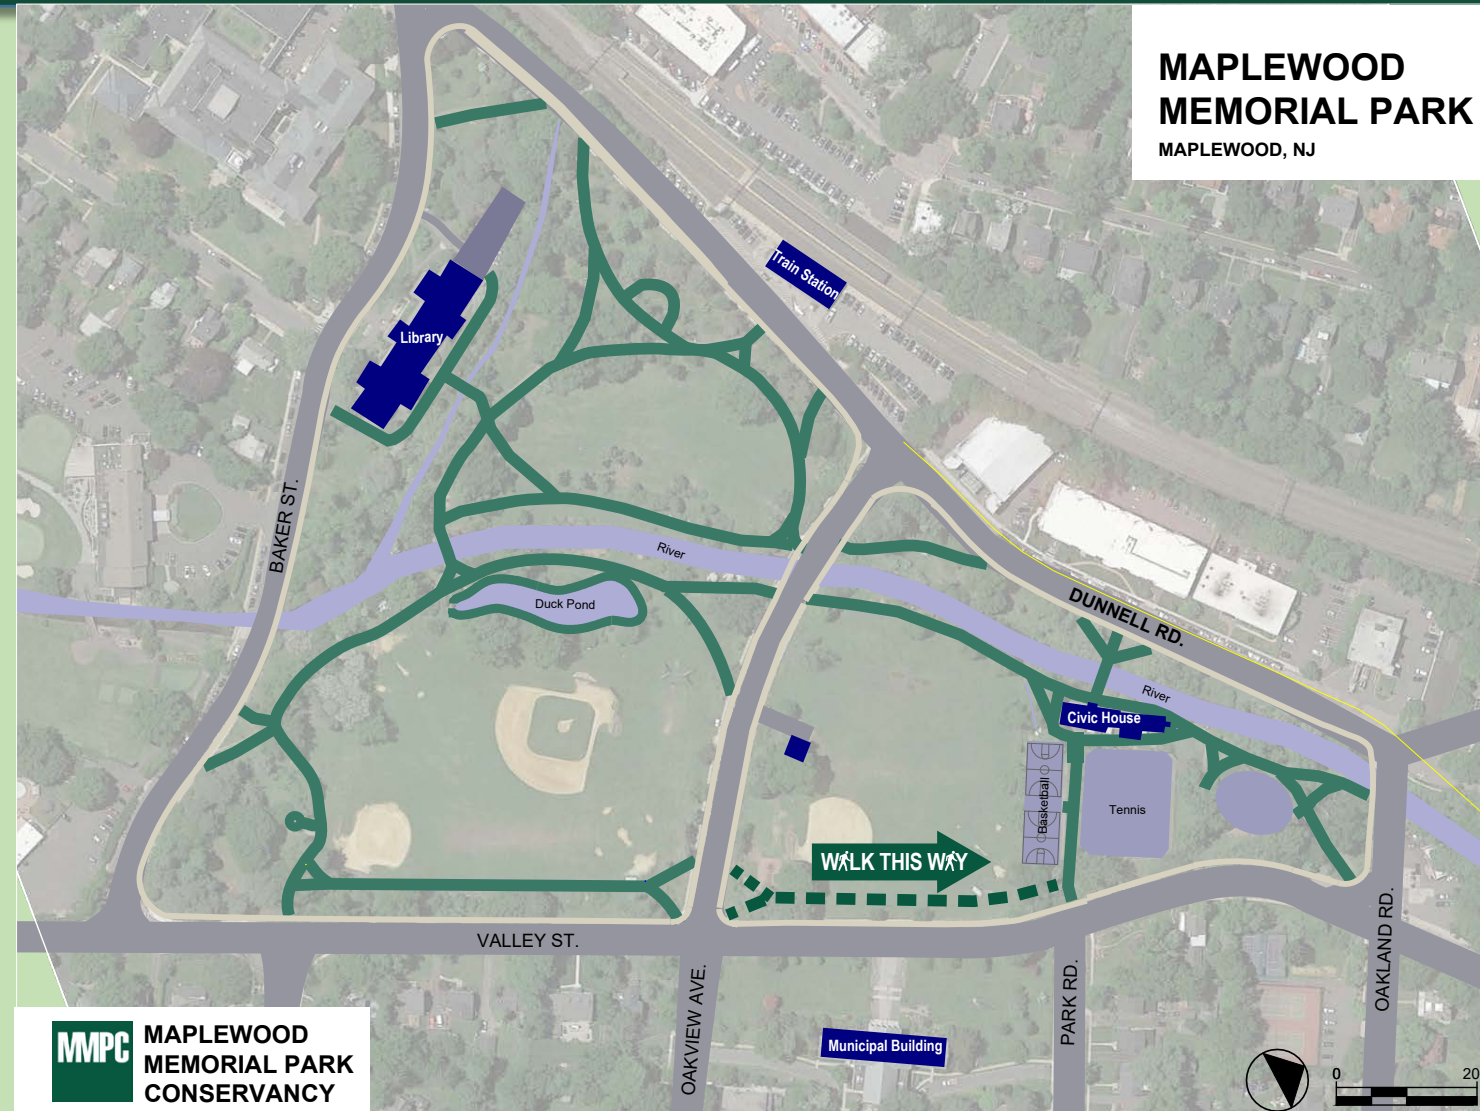 MAPLEWOOD
MEMORIAL PARK
MAPLEWOOD, NJ
Train Station
Library
BAKER ST.
River
Duck Pond
DUNNELL RD.
River
Civic House
Basketball
Tennis
WALK THIS WAY
VALLEY ST.
OAKVIEW AVE.
PARK RD.
OAKLAND RD.
Municipal Building
MMPC
MAPLEWOOD
MEMORIAL PARK
CONSERVANCY
0
20